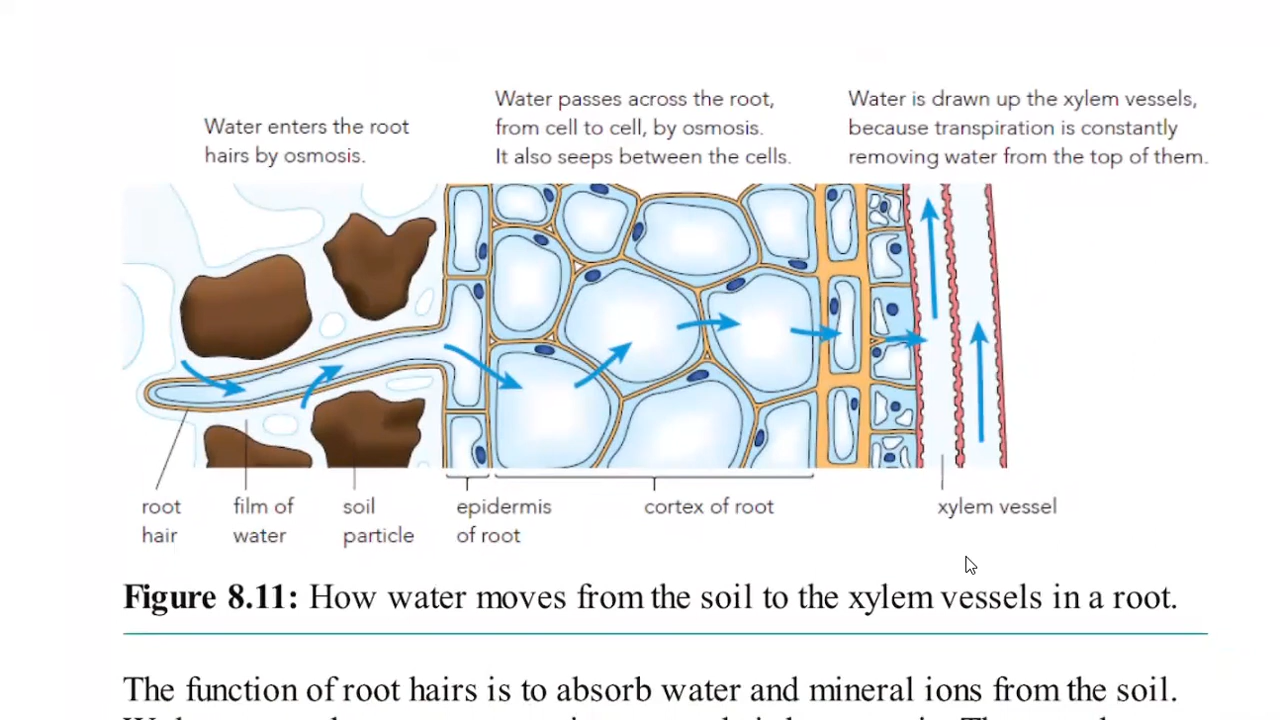 Water enters the root
hairs by osmosis.
Water passes across the root,
from cell to cell, by osmosis.
It also seeps between the cells.
Water is drawn up the xylem vessels,
because transpiration is constantly
removing water from the top of them.
root
hair
film of
water
soil
particle
epidermis
of root
cortex of root
xylem vessel
Figure 8.11: How water moves from the soil to the xylem vessels in a root.
The function of root hairs is to absorb water and mineral ions from the soil.